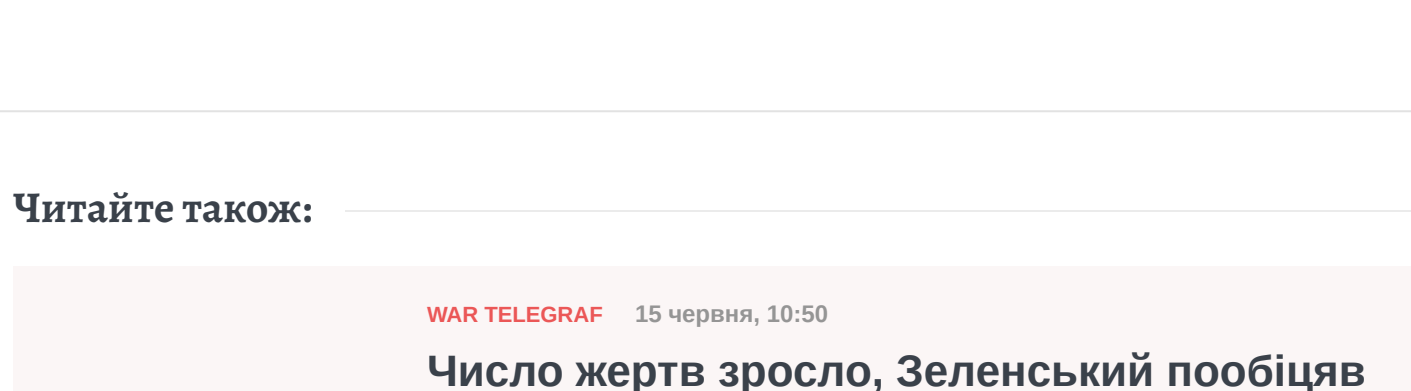 Читайте також:
WAR TELEGRAF 15 червня, 10:50
Число жертв зросло, Зеленський пообіцяв